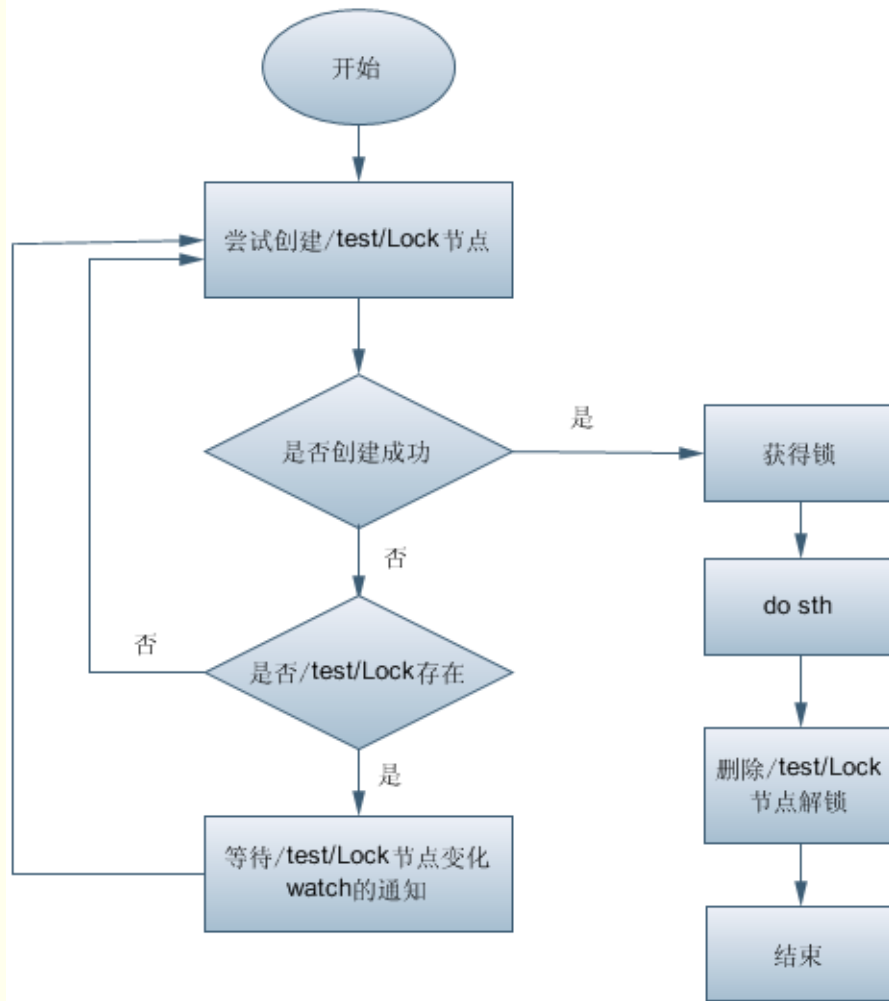 开始
尝试创建/test/Lock节点
是否创建成功
是
获得锁
否
do sth
是否/test/Lock存在
否
是
删除/test/Lock
节点解锁
等待/test/Lock节点变化
watch的通知
结束